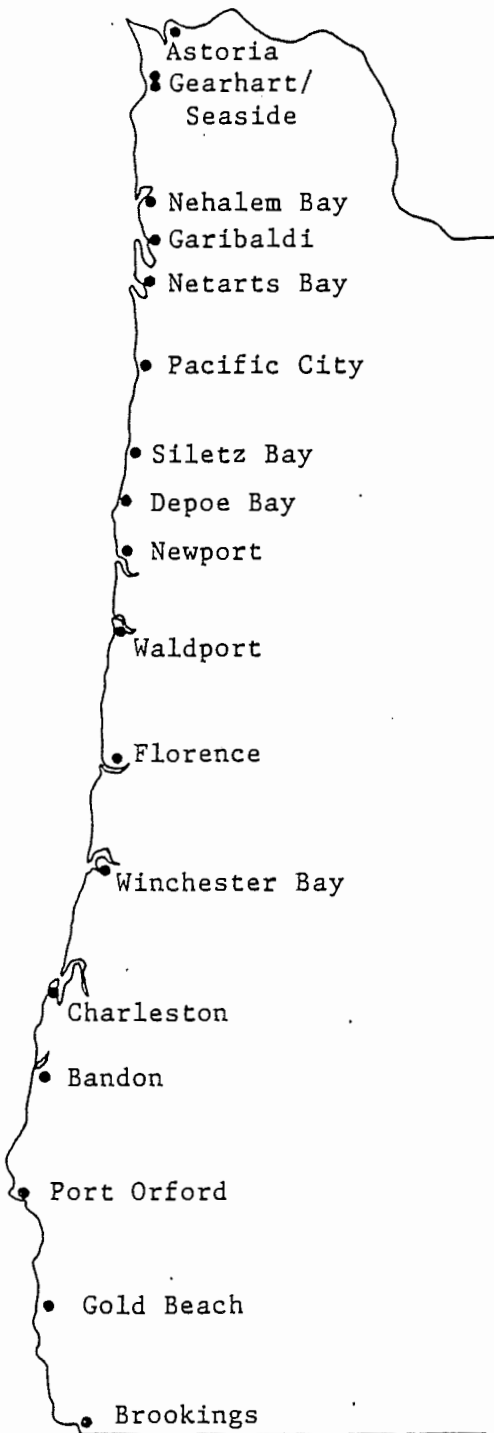 Astoria
Gearhart/
Seaside
Nehalem Bay
Garibaldi
Netarts Bay
Pacific City
Siletz Bay
Depoe Bay
Newport
Waldport
Florence
Winchester Bay
Charleston
Bandon
Port Orford
Gold Beach
Brookings